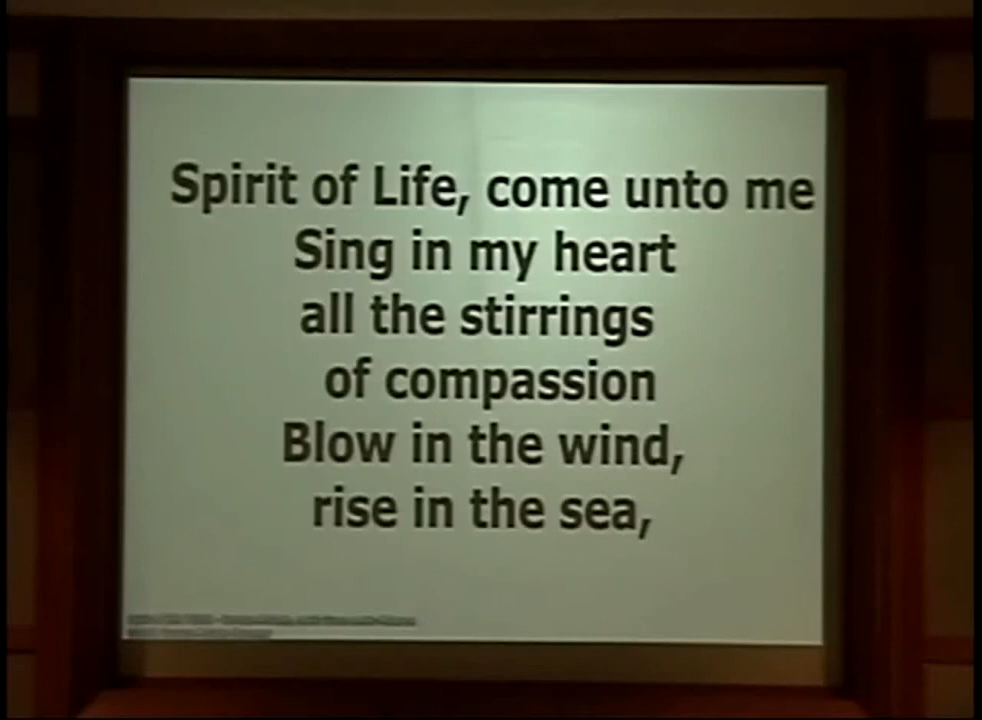 Spirit of Life, come unto me
Sing in my heart
all the stirrings
of compassion
Blow in the wind,
rise in the sea,